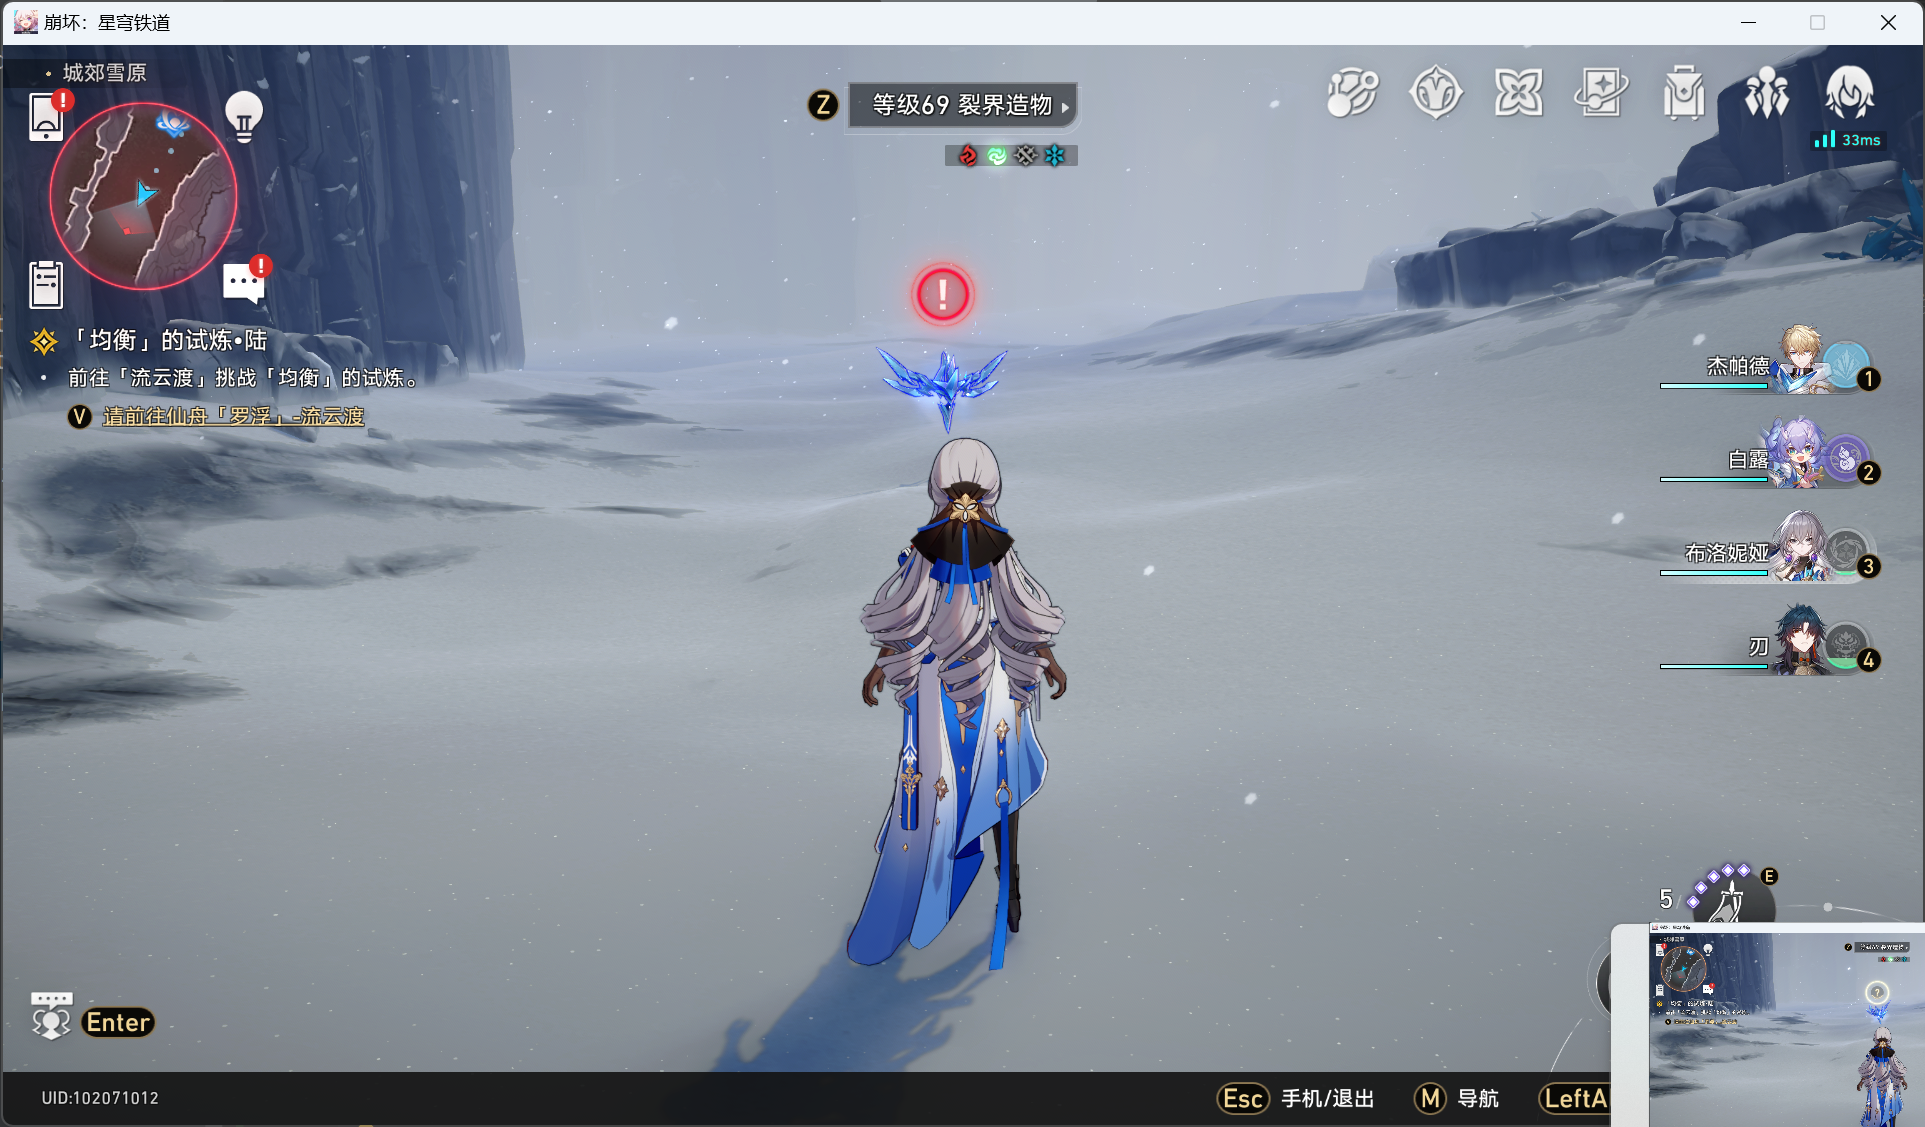 崩坏：星穹铁道
城郊雪原
Z 等级69 裂界造物
33ms
「均衡」的试炼•陆
前往「流云渡」挑战「均衡」的试炼。
V 请前往仙舟「罗浮」-流云渡
杰帕德 1
白露 2
布洛妮娅 3
刃 4
E
5/
Enter
UID:102071012
Esc 手机/退出
M 导航
LeftAl